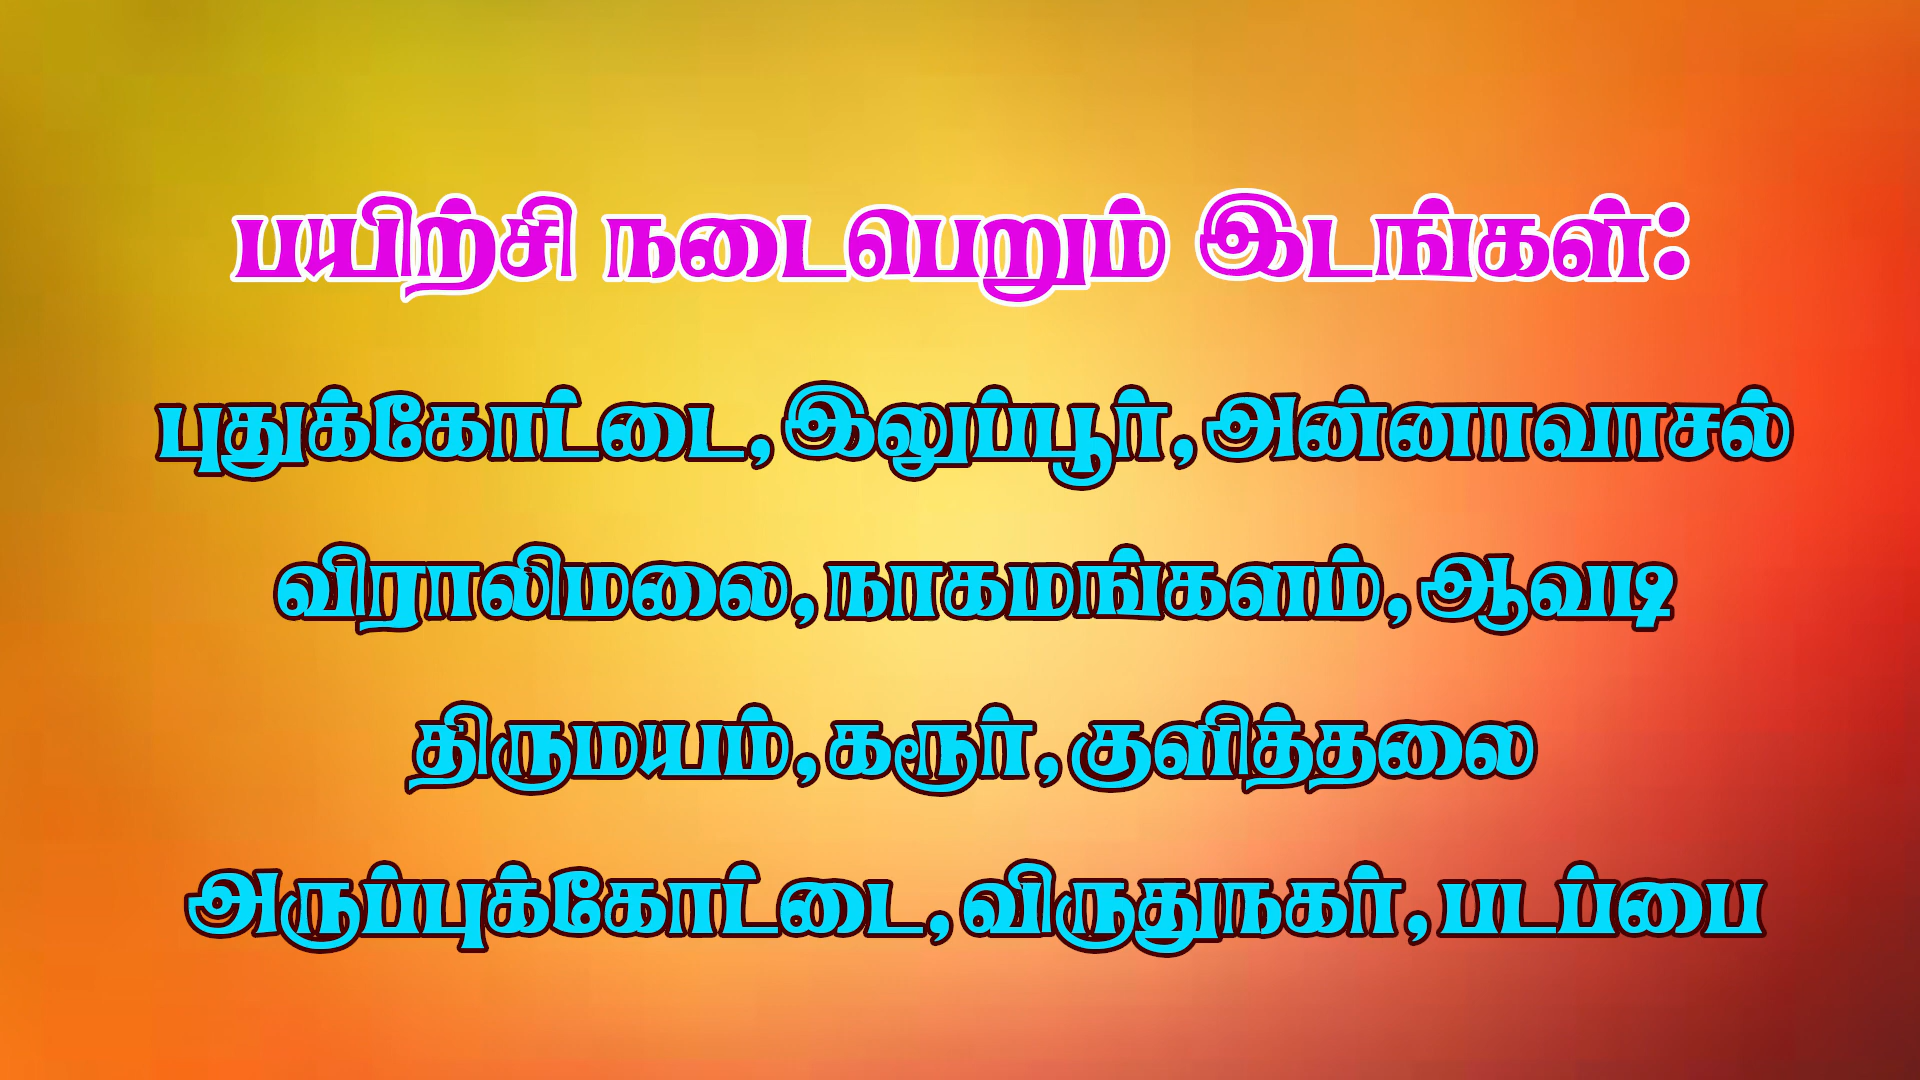 பயிற்சி நடைபெறும் இடங்கள்:
புதுக்கோட்டை, இலுப்பூர், அன்னாவாசல்
விராலிமலை, நாகமங்களம், ஆவடி
திருமயம், கரூர், குளித்தலை
அருப்புக்கோட்டை, விருதுநகர், படப்பை